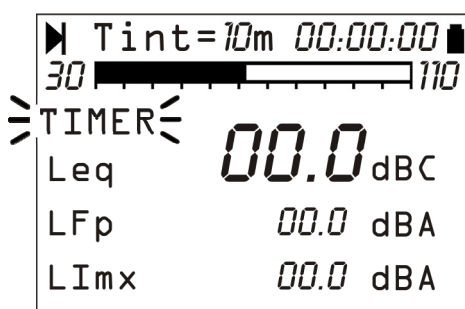 Tint=10m 00:00:00
30 110
TIMER
Leq 00.0 dBC
LFp 00.0 dBA
LImx 00.0 dBA